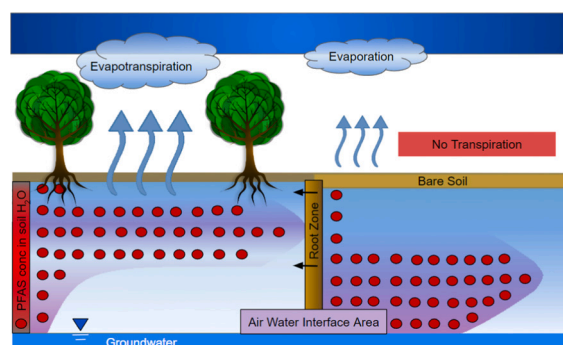 Evapotranspiration
Evaporation
No Transpiration
Bare Soil
PFAS conc in soil H₂O
Root Zone
Air Water Interface Area
Groundwater